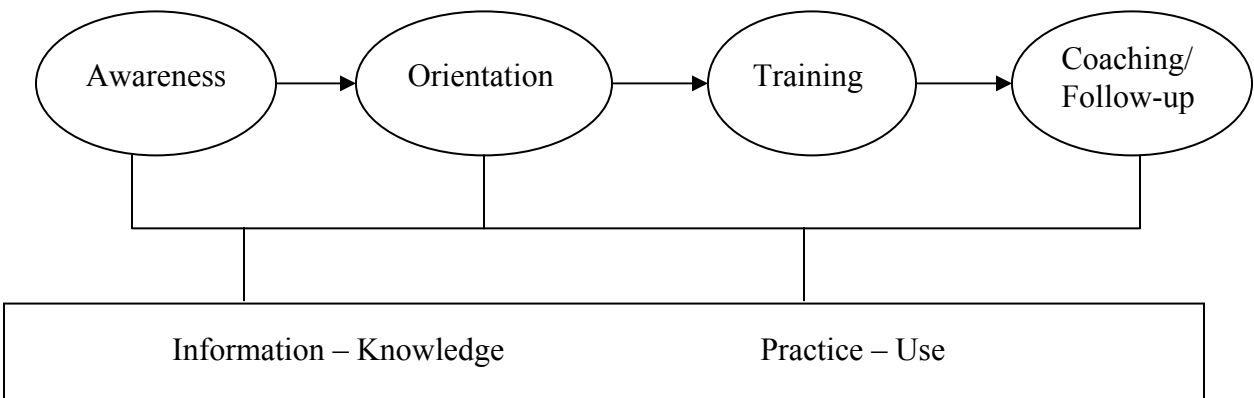 Awareness
Orientation
Training
Coaching/
Follow-up
Information – Knowledge
Practice – Use